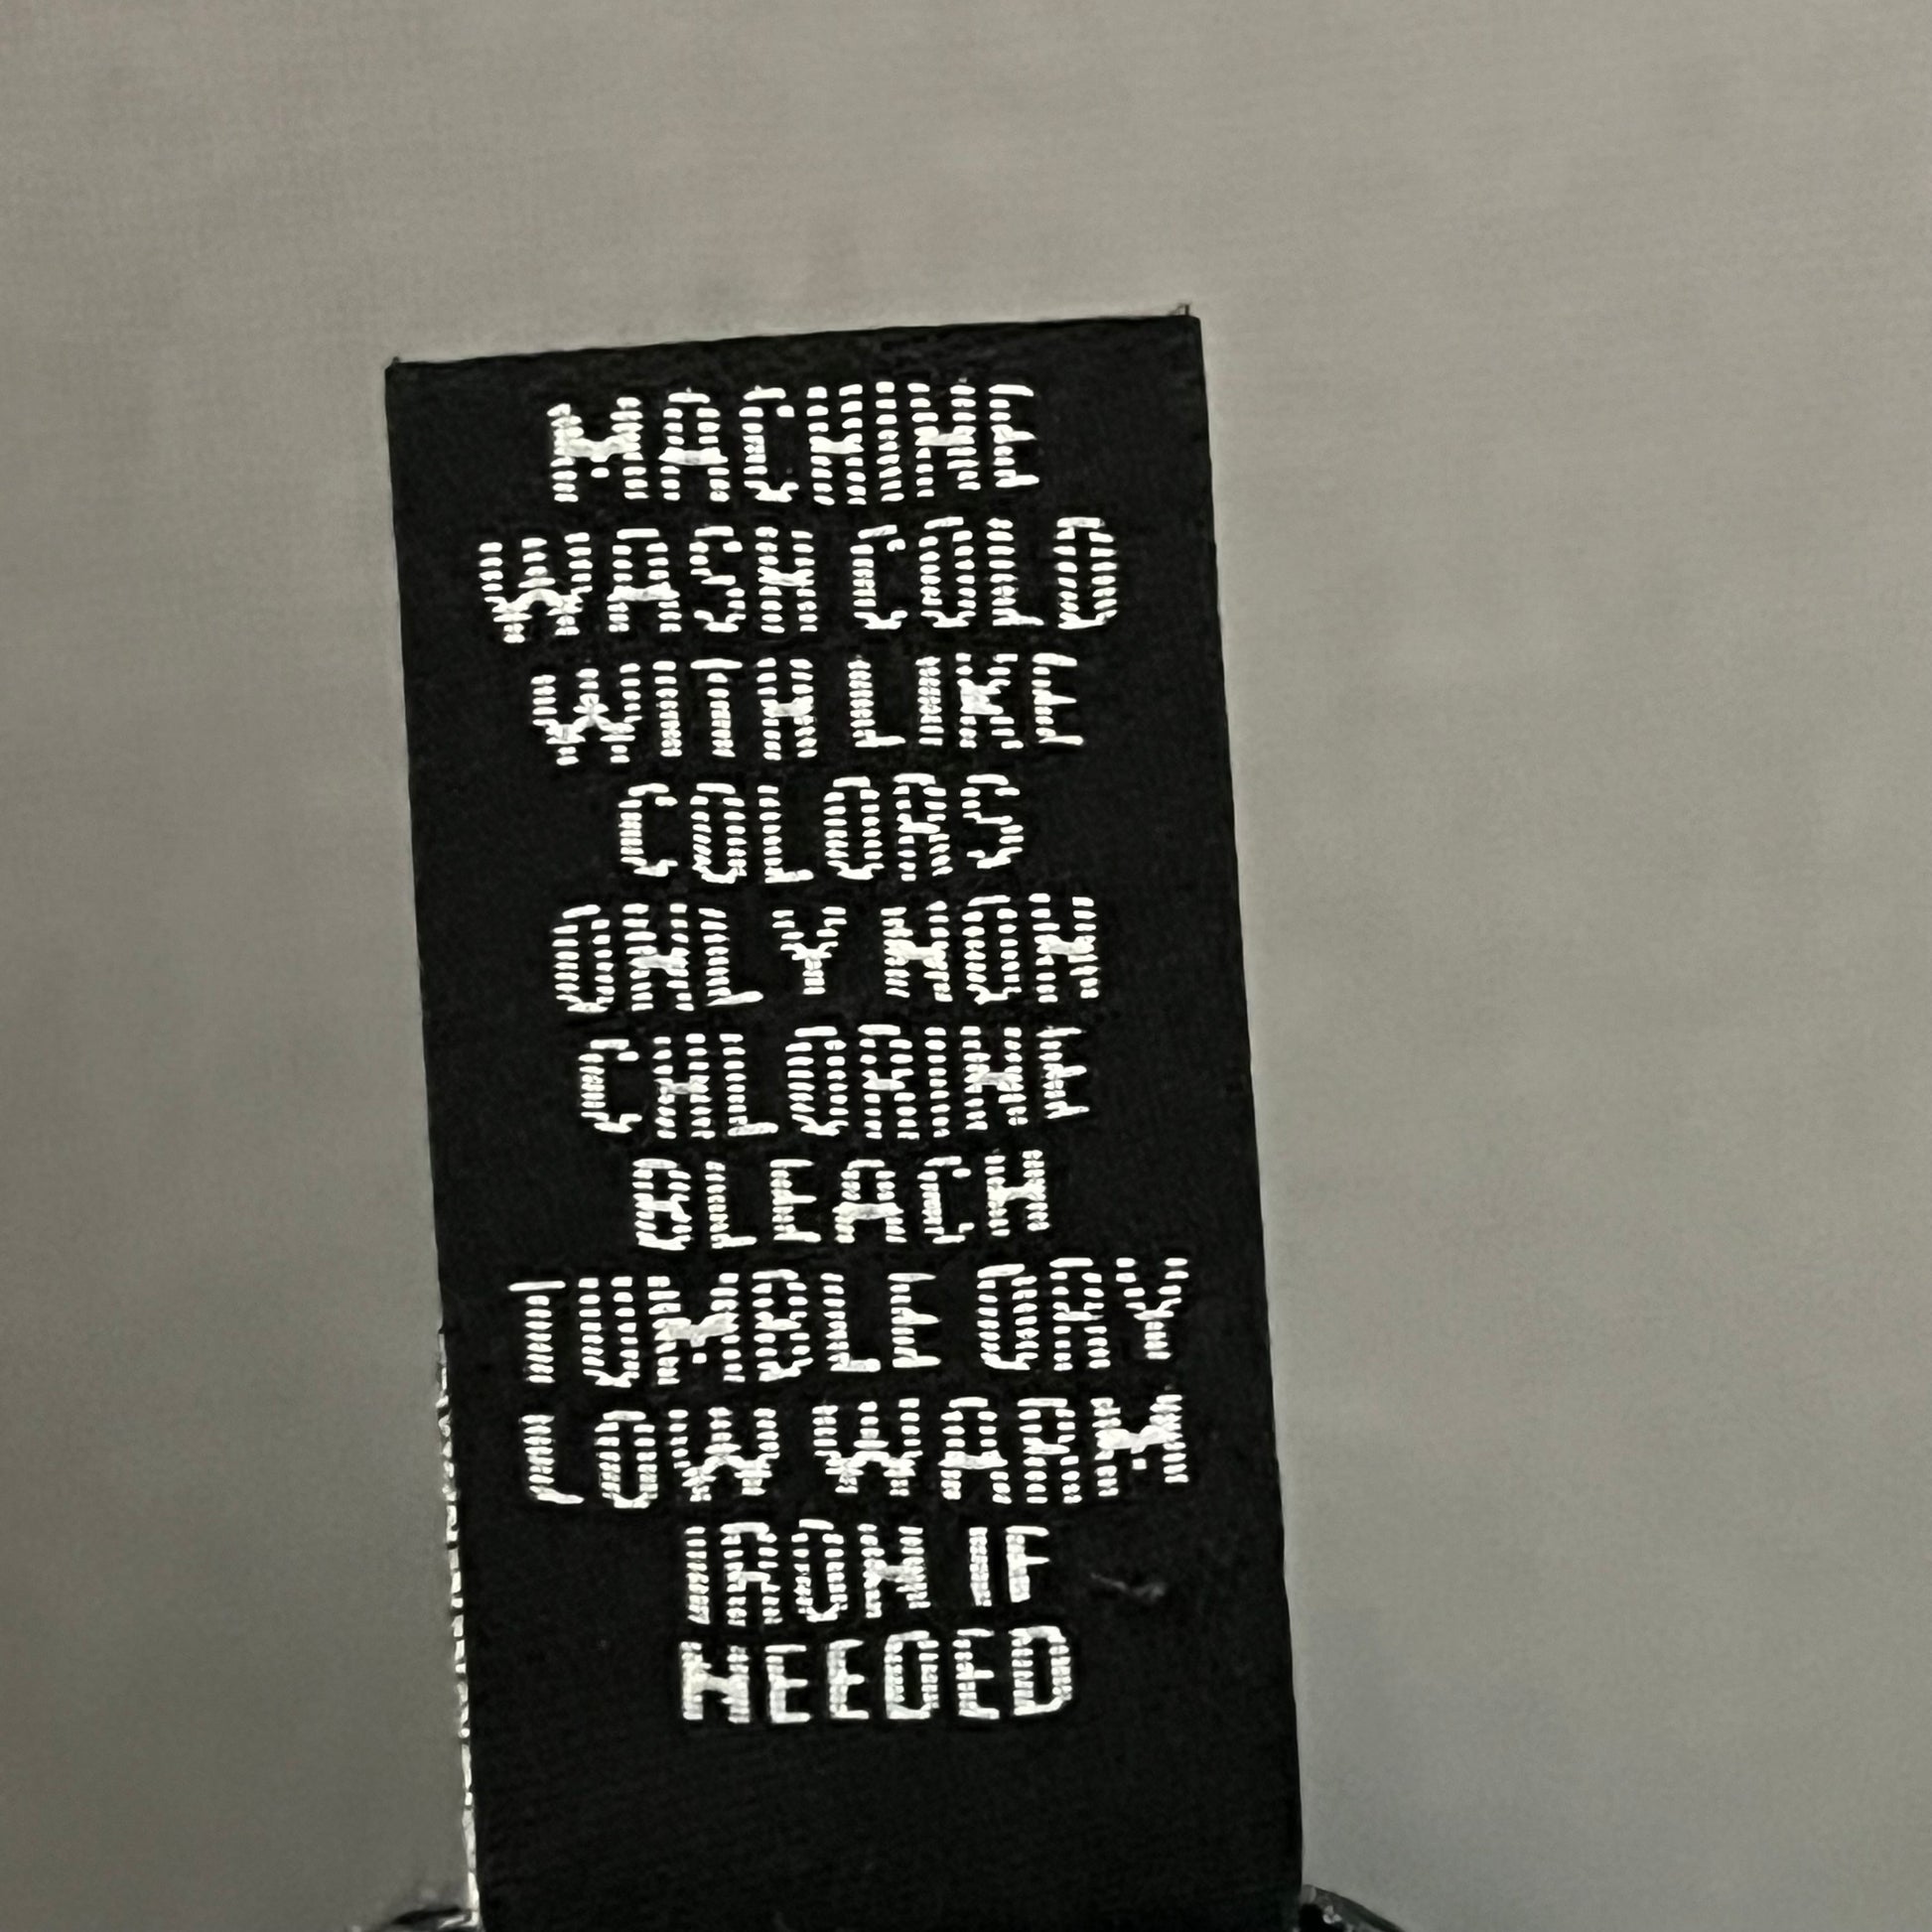 MACHINE
WASH COLD
WITH LIKE
COLORS
ONLY NON
CHLORINE
BLEACH
TUMBLE DRY
LOW WARM
IRON IF
NEEDED